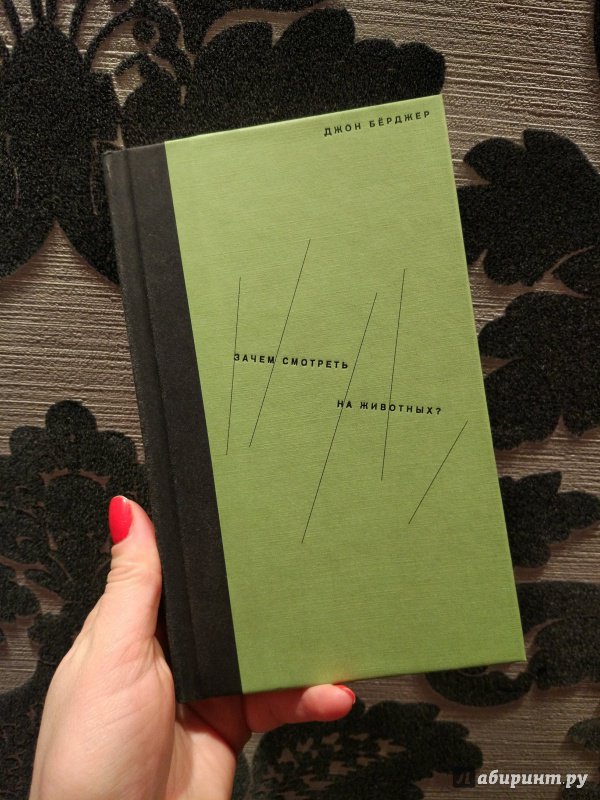 ДЖОН БЁРДЖЕР
ЗАЧЕМ СМОТРЕТЬ
НА ЖИВОТНЫХ?
Лабиринт.ру